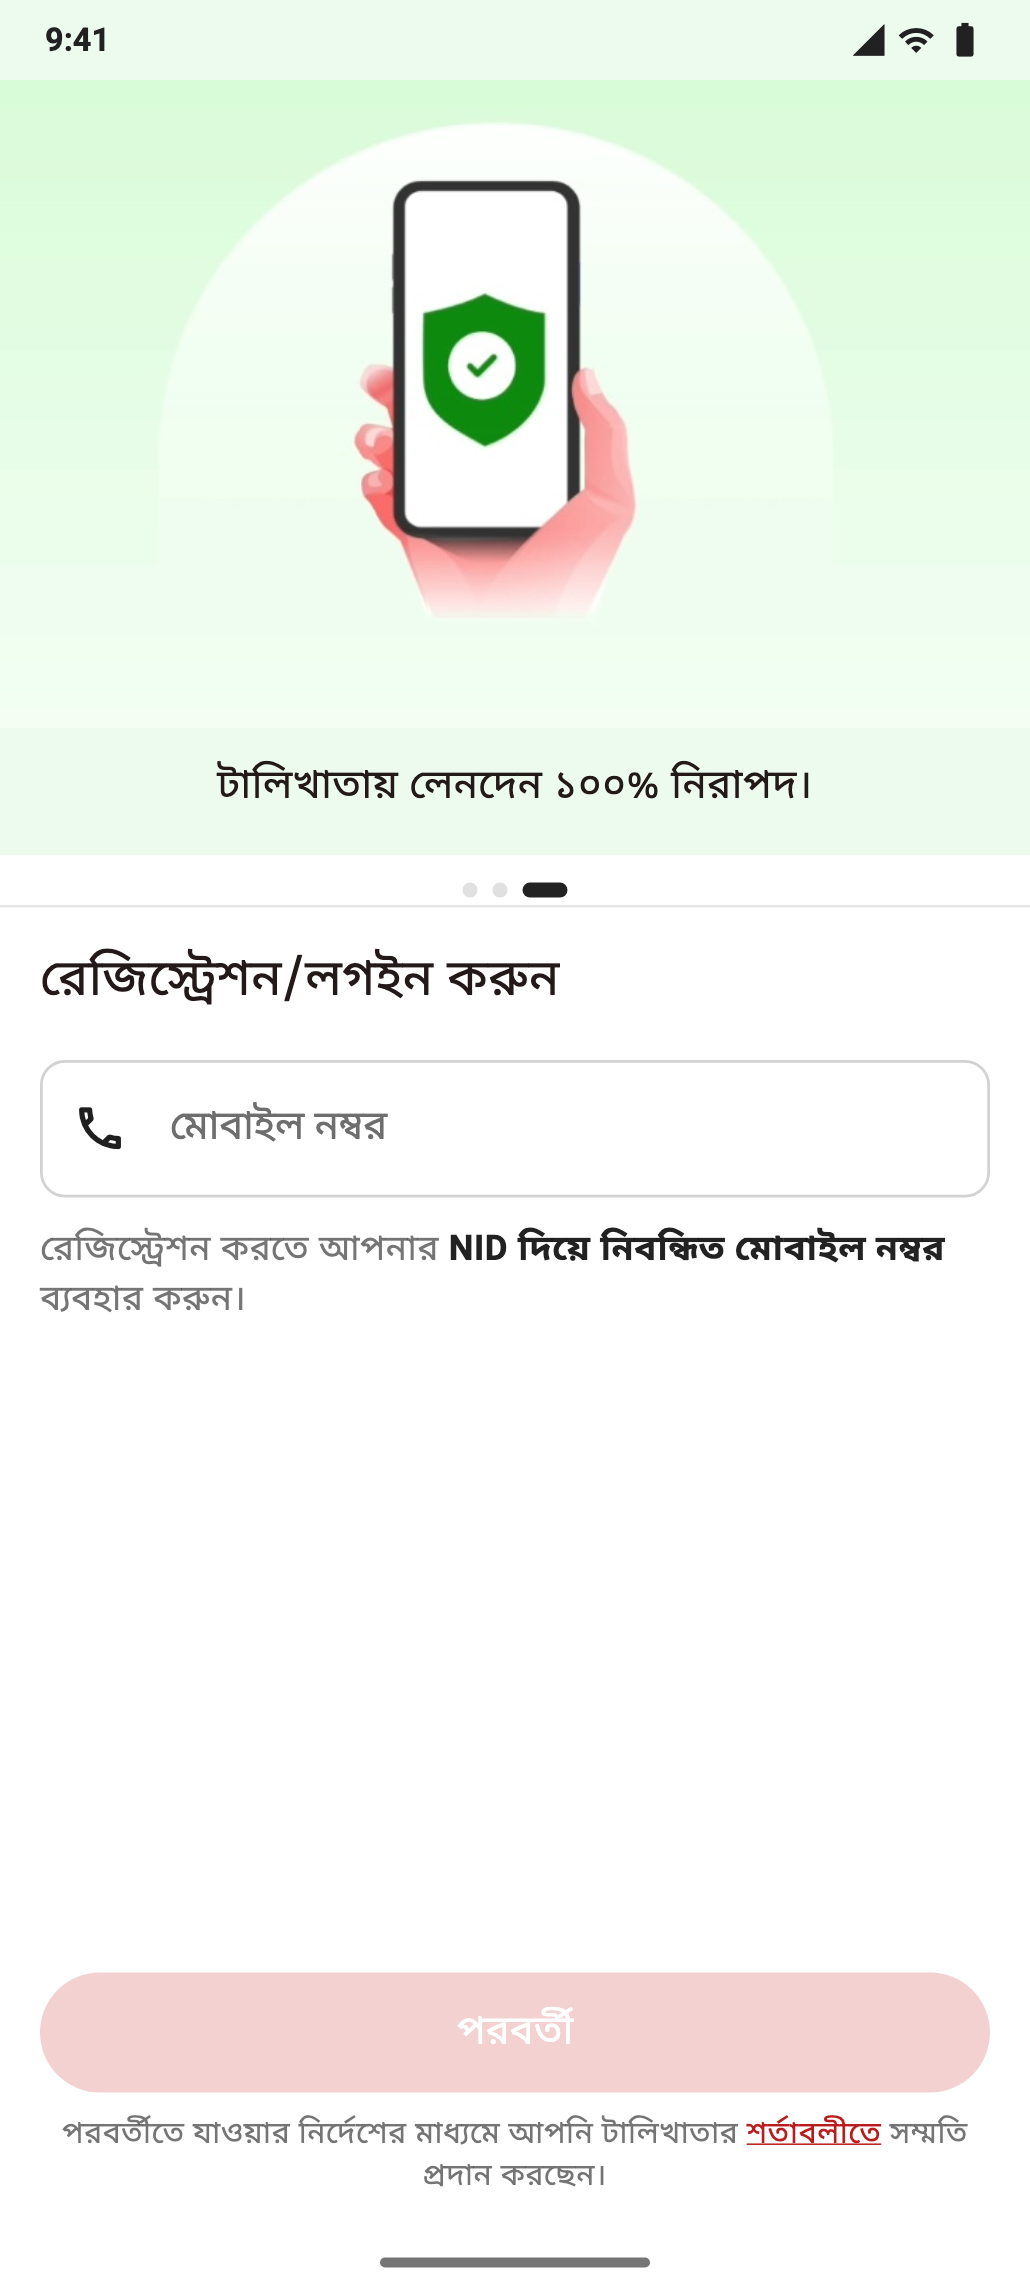 9:41
টালিখাতায় লেনদেন ১০০% নিরাপদ।
রেজিস্ট্রেশন/লগইন করুন
মোবাইল নম্বর
রেজিস্ট্রেশন করতে আপনার NID দিয়ে নিবন্ধিত মোবাইল নম্বর
ব্যবহার করুন।
পরবর্তী
পরবর্তীতে যাওয়ার নির্দেশের মাধ্যমে আপনি টালিখাতার শর্তাবলীতে সম্মতি
প্রদান করছেন।